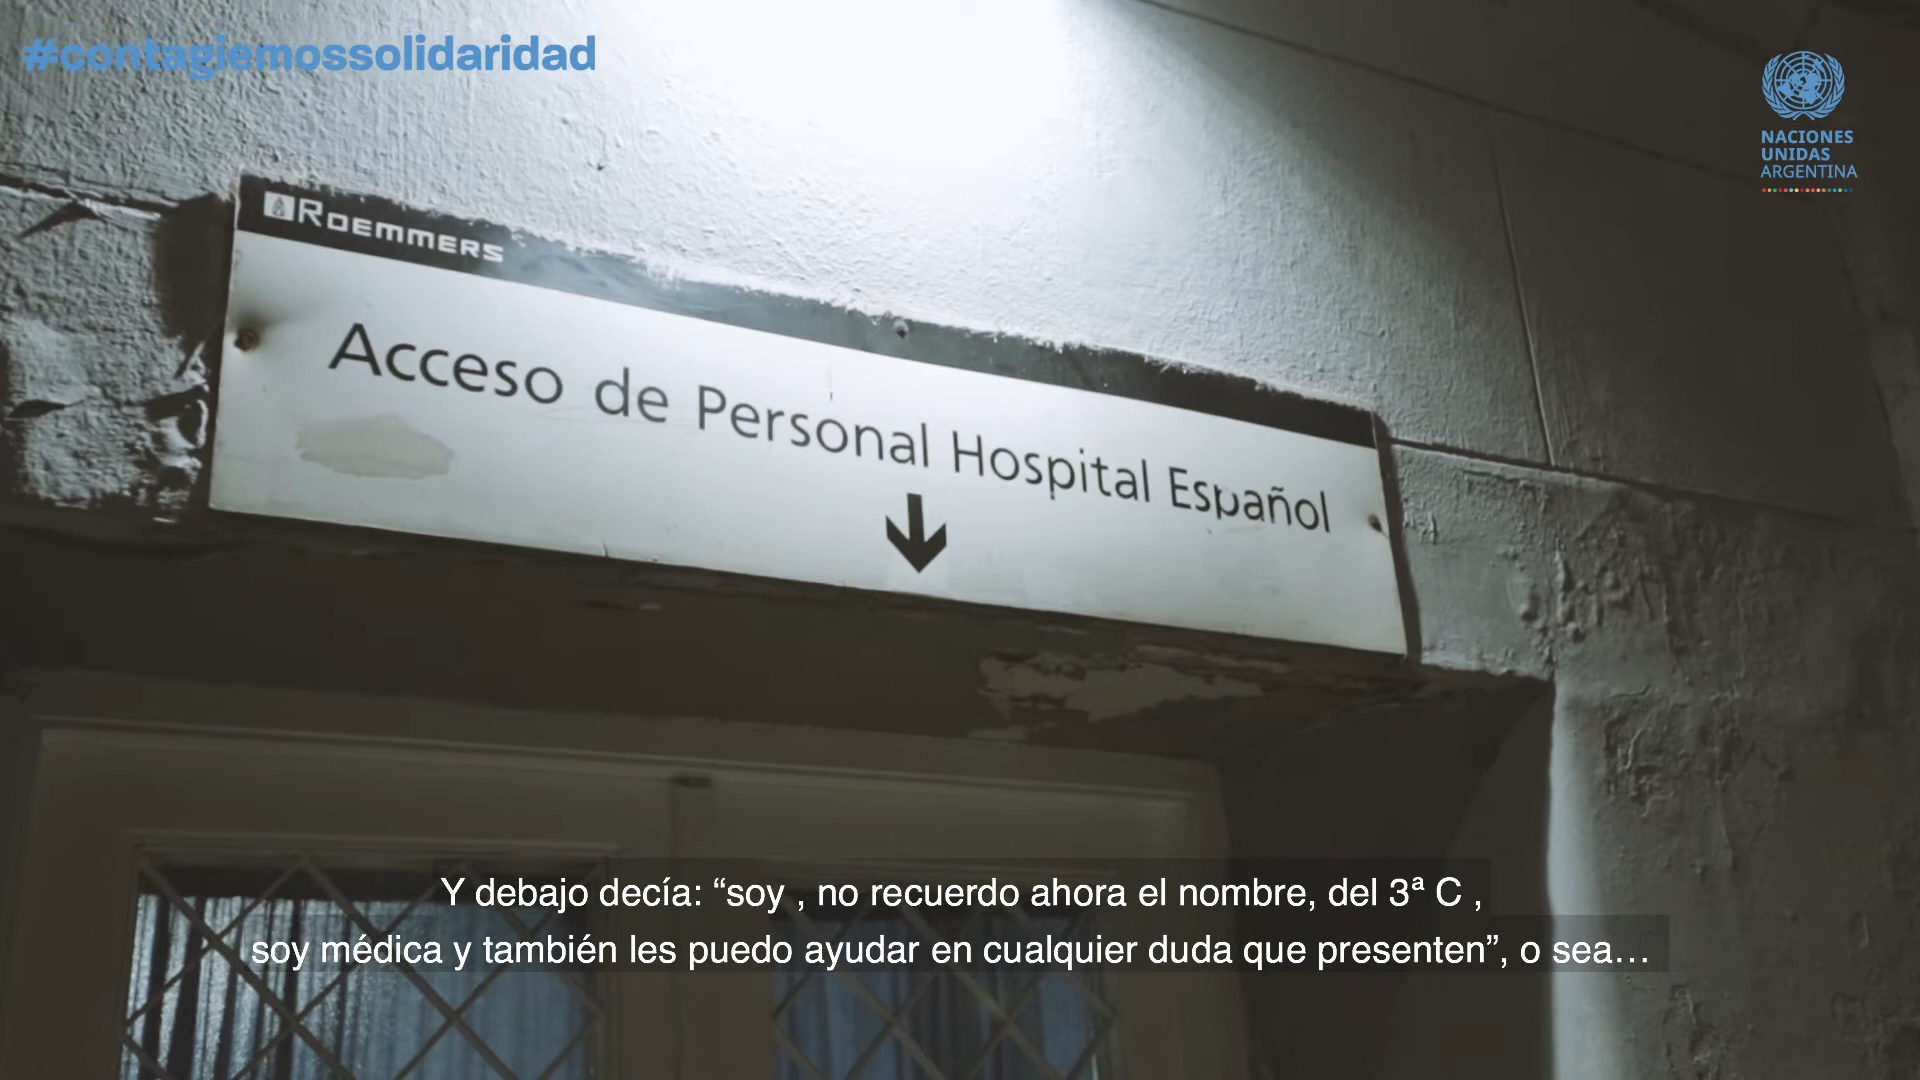 #contagiemossolidaridad
NACIONES
UNIDAS
ARGENTINA
ROEMMERS
Acceso de Personal Hospital Español
Y debajo decía: “soy , no recuerdo ahora el nombre, del 3ª C ,
soy médica y también les puedo ayudar en cualquier duda que presenten”, o sea…